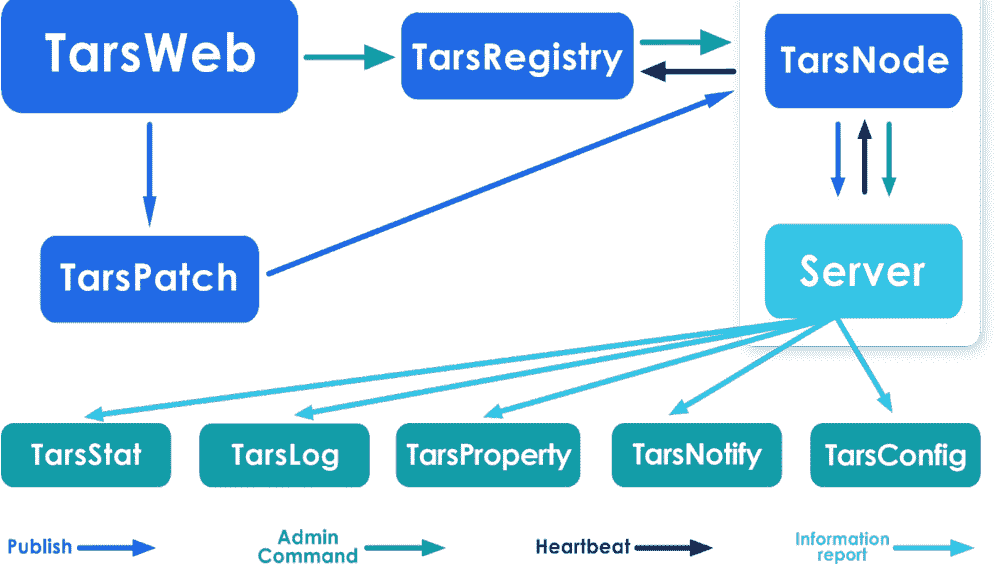 TarsWeb
TarsRegistry
TarsNode
TarsPatch
Server
TarsStat
TarsLog
TarsProperty
TarsNotify
TarsConfig
Publish
Admin
Command
Heartbeat
Information
report